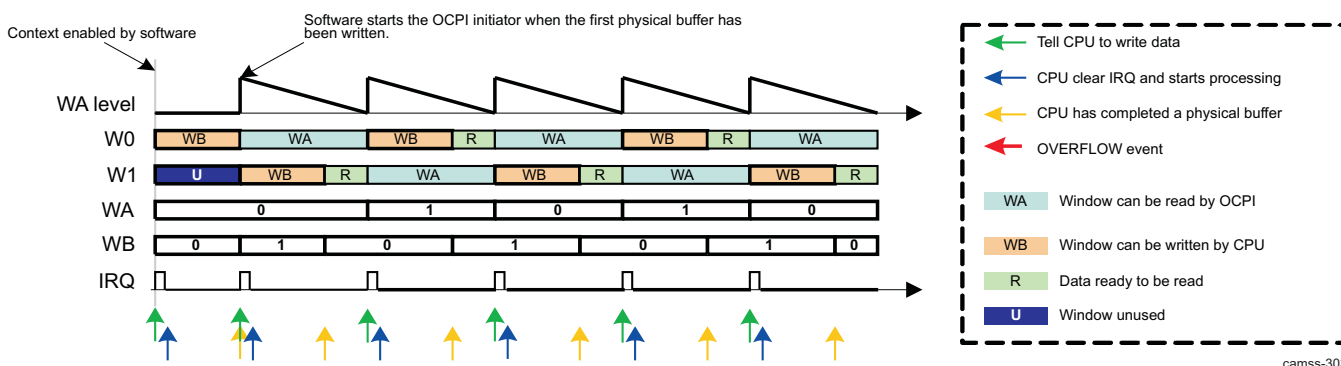 Software starts the OCPI initiator when the first physical buffer has
been written.
Context enabled by software
WA level
W0 WB WA WB R WA WB R WA
W1 U WB R WA WB R WA WB R
WA 0 1 0 1 0
WB 0 1 0 1 0 1 0
IRQ
Tell CPU to write data
CPU clear IRQ and starts processing
CPU has completed a physical buffer
OVERFLOW event
WA Window can be read by OCPI
WB Window can be written by CPU
R Data ready to be read
U Window unused